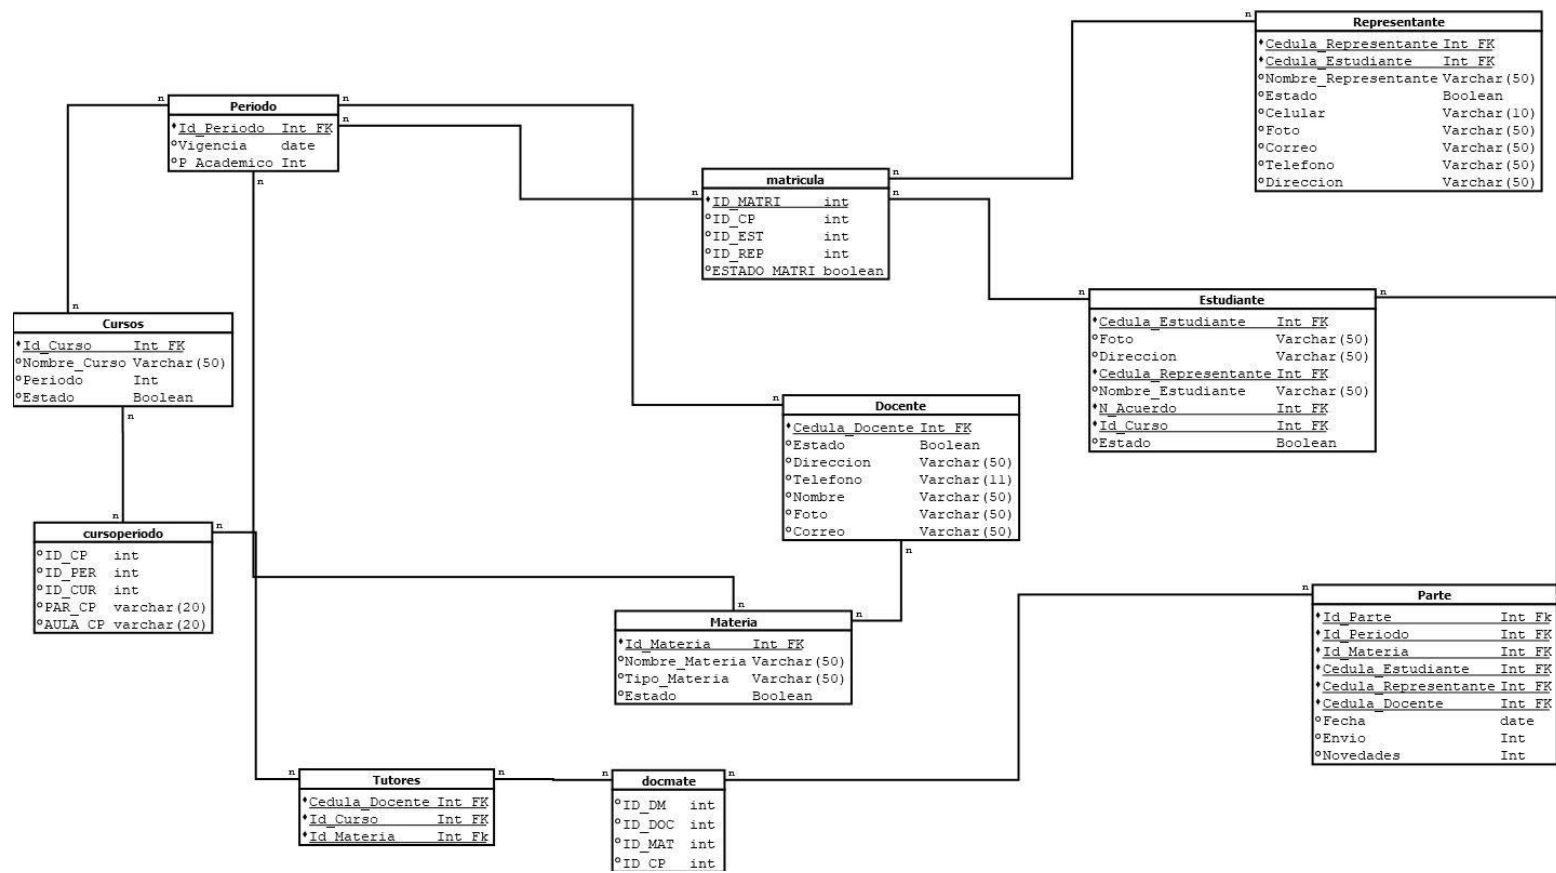 Representante
Cedula_Representante Int FK
Cedula_Estudiante Int FK
Nombre_Representante Varchar(50)
Estado Boolean
Celular Varchar(10)
Foto Varchar(50)
Correo Varchar(50)
Telefono Varchar(50)
Direccion Varchar(50)
n
Periodo
Id_Periodo Int FK
Vigencia date
P_Academico Int
n
n
n
n
matricula
ID_MATRI int
ID_CP int
ID_EST int
ID_REP int
ESTADO_MATRI boolean
n
n
n
Estudiante
Cedula_Estudiante Int FK
Foto Varchar(50)
Direccion Varchar(50)
Cedula_Representante Int FK
Nombre_Estudiante Varchar(50)
N_Acuerdo Int FK
Id_Curso Int FK
Estado Boolean
n
n
Cursos
Id_Curso Int FK
Nombre_Curso Varchar(50)
Periodo Int
Estado Boolean
n
n
Docente
Cedula_Docente Int FK
Estado Boolean
Direccion Varchar(50)
Telefono Varchar(11)
Nombre Varchar(50)
Foto Varchar(50)
Correo Varchar(50)
n
n
cursoperiodo
ID_CP int
ID_PER int
ID_CUR int
PAR_CP varchar(20)
AULA_CP varchar(20)
n
n
Materia
Id_Materia Int FK
Nombre_Materia Varchar(50)
Tipo_Materia Varchar(50)
Estado Boolean
n
n
Parte
Id_Parte Int Fk
Id_Periodo Int FK
Id_Materia Int FK
Cedula_Estudiante Int FK
Cedula_Representante Int FK
Cedula_Docente Int FK
Fecha date
Envio Int
Novedades Int
n
Tutores
Cedula_Docente Int FK
Id_Curso Int FK
Id_Materia Int Fk
n
n
docmate
ID_DM int
ID_DOC int
ID_MAT int
ID_CP int
n
n